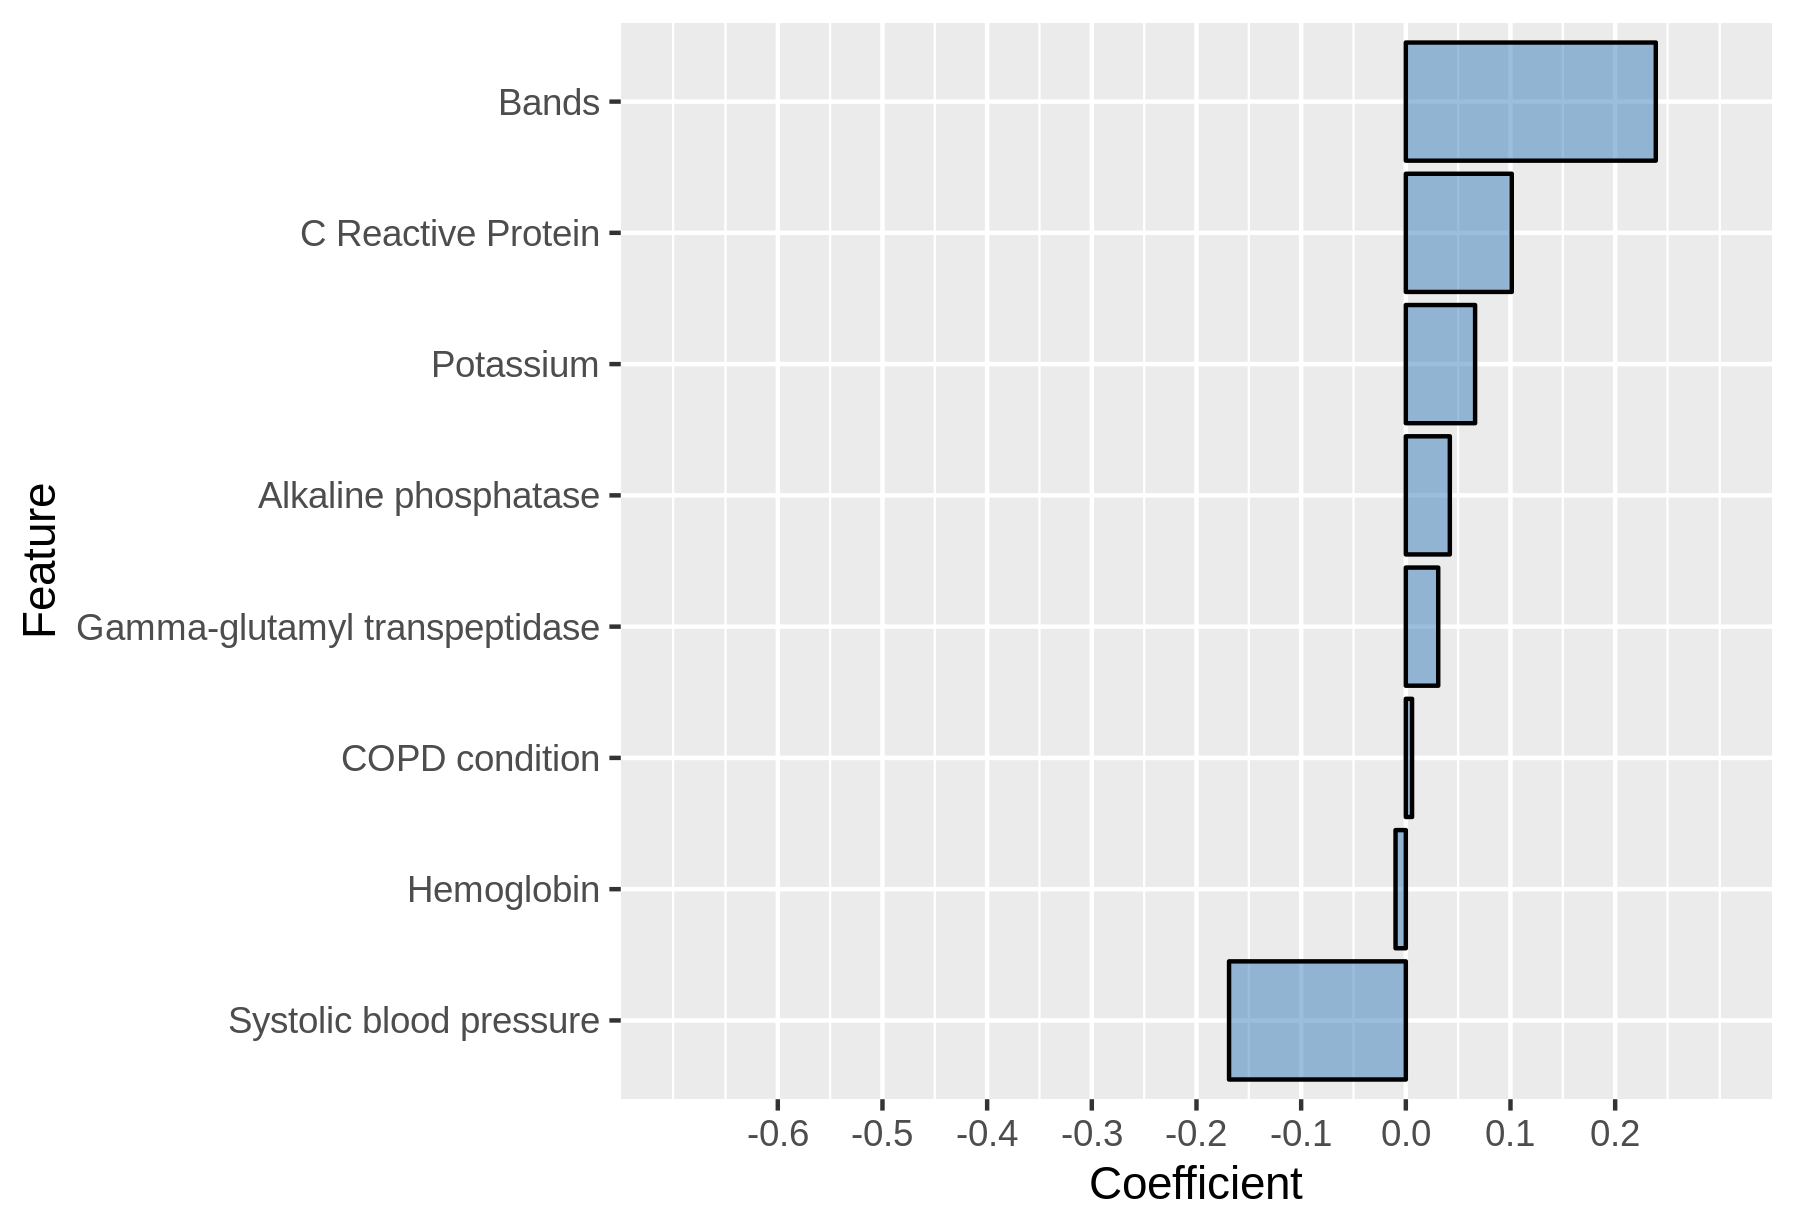 Bands
C Reactive Protein
Potassium
Alkaline phosphatase
Gamma-glutamyl transpeptidase
COPD condition
Hemoglobin
Systolic blood pressure
Feature
-0.6 -0.5 -0.4 -0.3 -0.2 -0.1 0.0 0.1 0.2
Coefficient